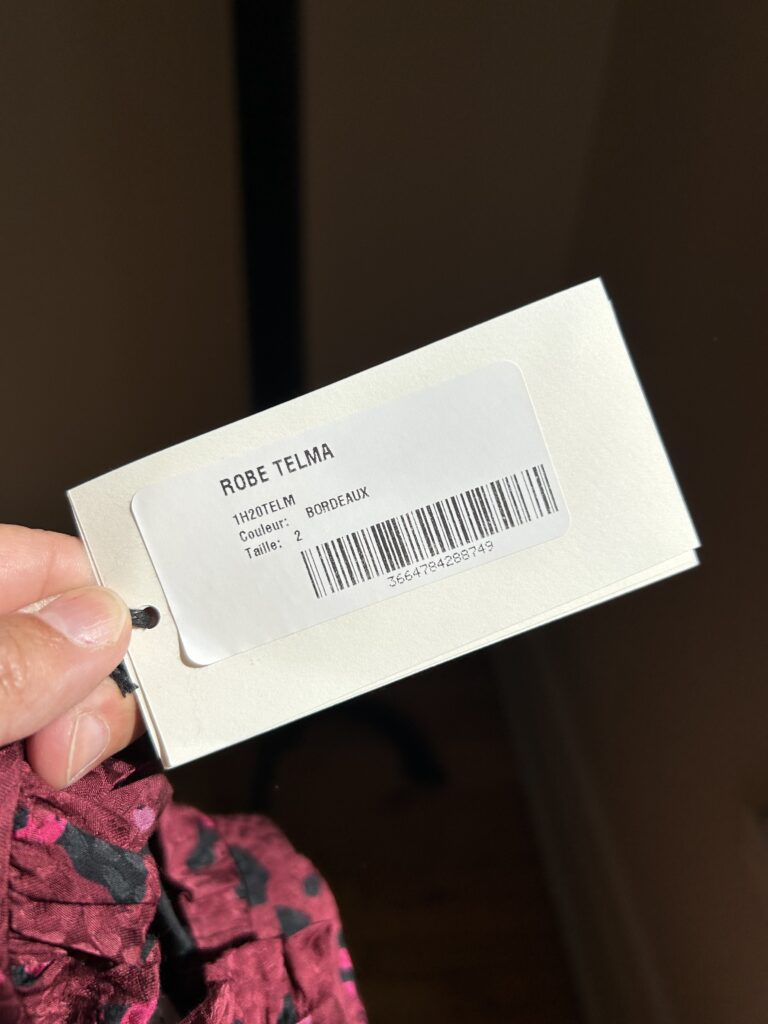 ROBE TELMA
1H20TELM
Couleur: BORDEAUX
Taille: 2
3664784288749